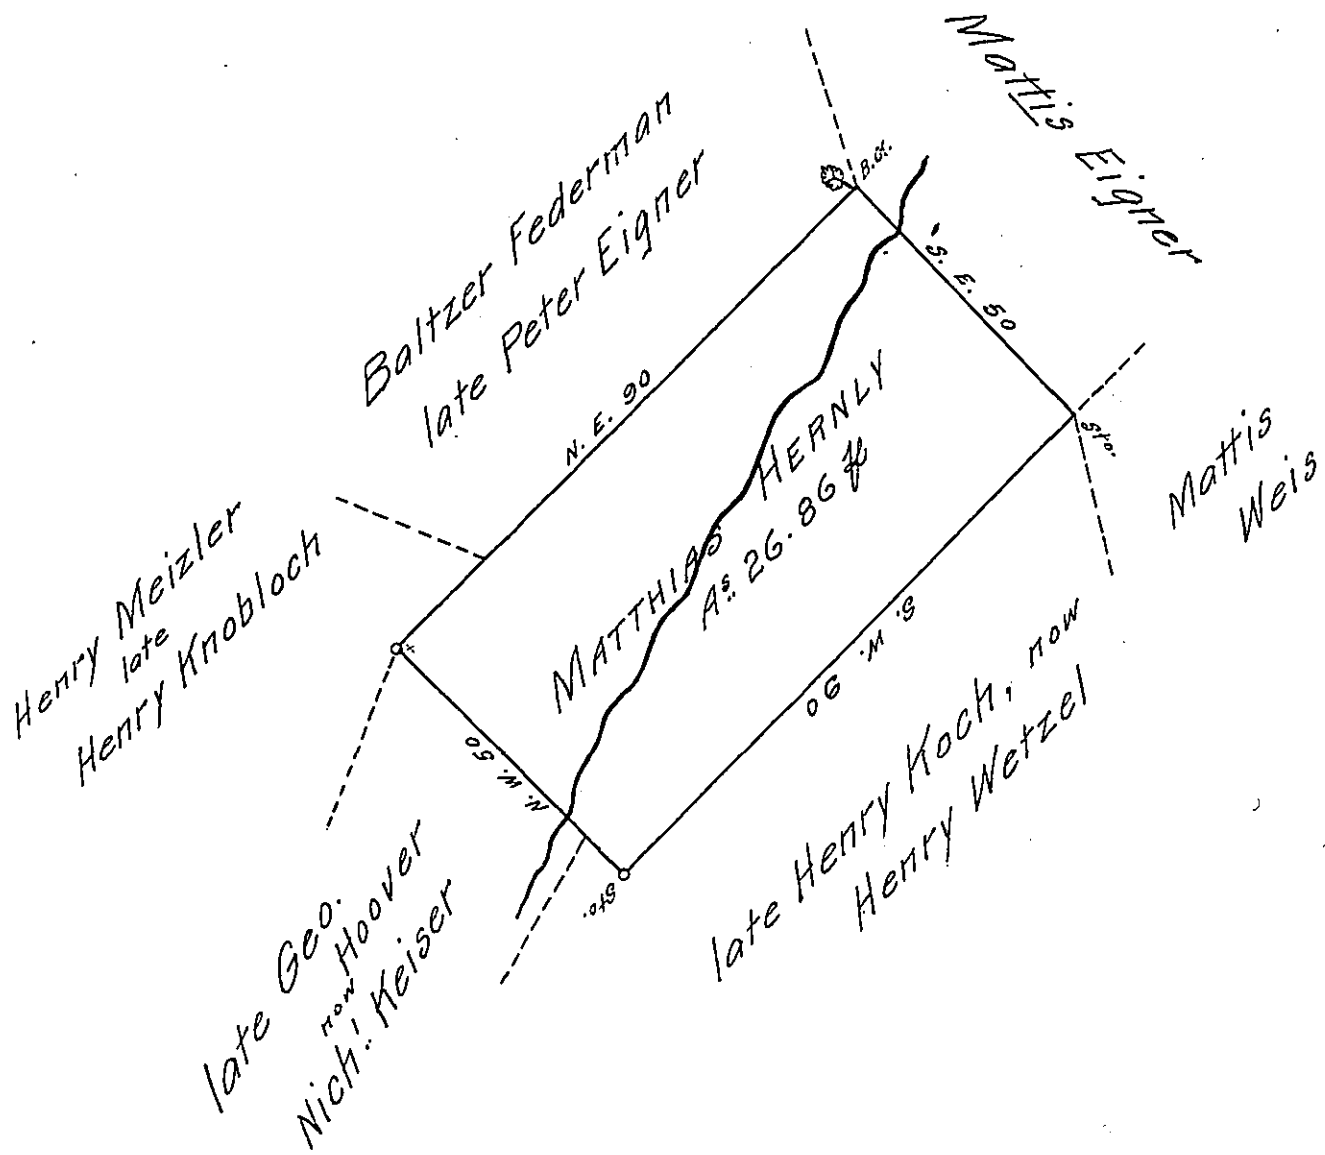 Mattis Eigner
Baltzer Federman
late Peter Eigner
B.O.
S. E. 50
N. E. 90
MATTHIAS HERNLY
As. 26.86
Sto.
Mattis
Weis
Henry Meizler
late
Henry Knobloch
S. W. 90
N. W. 50
late Henry Koch, now
Henry Wetzel
Sto.
late Geo.
Hoover
now
Nich! Keiser